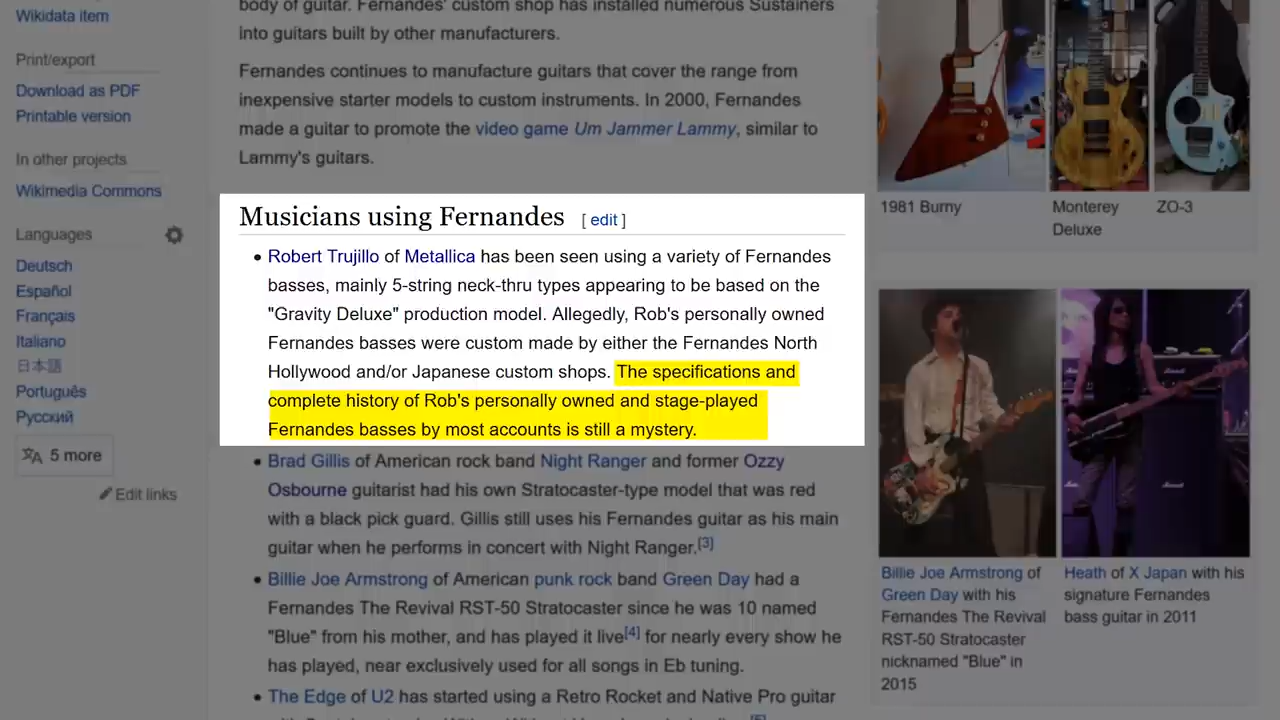 Wikidata item
Print/export
Download as PDF
Printable version
In other projects
Wikimedia Commons
Languages
Deutsch
Español
Français
Italiano
日本語
Português
Русский
5 more
Edit links
body of guitar. Fernandes' custom shop has installed numerous Sustainers
into guitars built by other manufacturers.
Fernandes continues to manufacture guitars that cover the range from
inexpensive starter models to custom instruments. In 2000, Fernandes
made a guitar to promote the video game Um Jammer Lammy, similar to
Lammy's guitars.
Musicians using Fernandes [ edit ]
• Robert Trujillo of Metallica has been seen using a variety of Fernandes
basses, mainly 5-string neck-thru types appearing to be based on the
"Gravity Deluxe" production model. Allegedly, Rob's personally owned
Fernandes basses were custom made by either the Fernandes North
Hollywood and/or Japanese custom shops. The specifications and
complete history of Rob's personally owned and stage-played
Fernandes basses by most accounts is still a mystery.
• Brad Gillis of American rock band Night Ranger and former Ozzy
Osbourne guitarist had his own Stratocaster-type model that was red
with a black pick guard. Gillis still uses his Fernandes guitar as his main
guitar when he performs in concert with Night Ranger.[3]
• Billie Joe Armstrong of American punk rock band Green Day had a
Fernandes The Revival RST-50 Stratocaster since he was 10 named
"Blue" from his mother, and has played it live[4] for nearly every show he
has played, near exclusively used for all songs in Eb tuning.
• The Edge of U2 has started using a Retro Rocket and Native Pro guitar
1981 Burny
Monterey
Deluxe
ZO-3
Billie Joe Armstrong of
Green Day with his
Fernandes The Revival
RST-50 Stratocaster
nicknamed "Blue" in
2015
Heath of X Japan with his
signature Fernandes
bass guitar in 2011